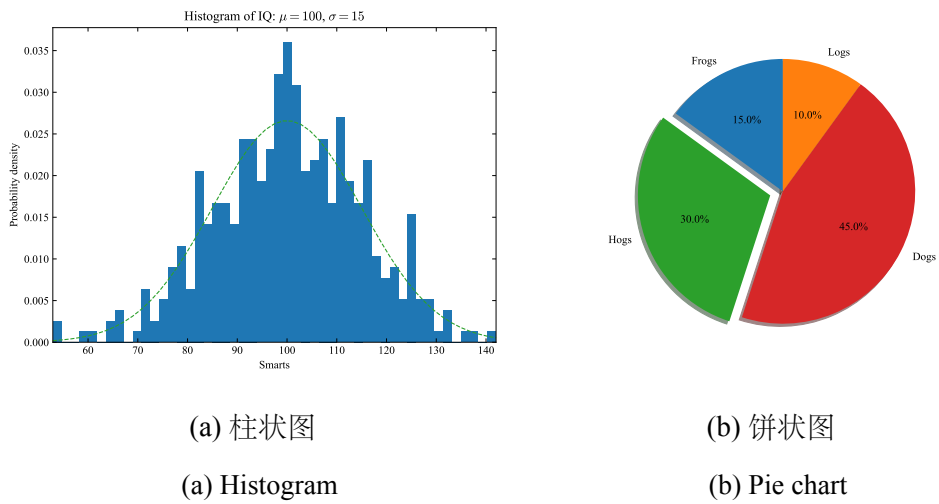 Histogram of IQ: μ = 100, σ = 15
Probability density
0.035
0.030
0.025
0.020
0.015
0.010
0.005
0.000
60 70 80 90 100 110 120 130 140
Smarts
(a) 柱状图
(a) Histogram
Logs
Frogs
10.0%
15.0%
30.0%
45.0%
Hogs
Dogs
(b) 饼状图
(b) Pie chart